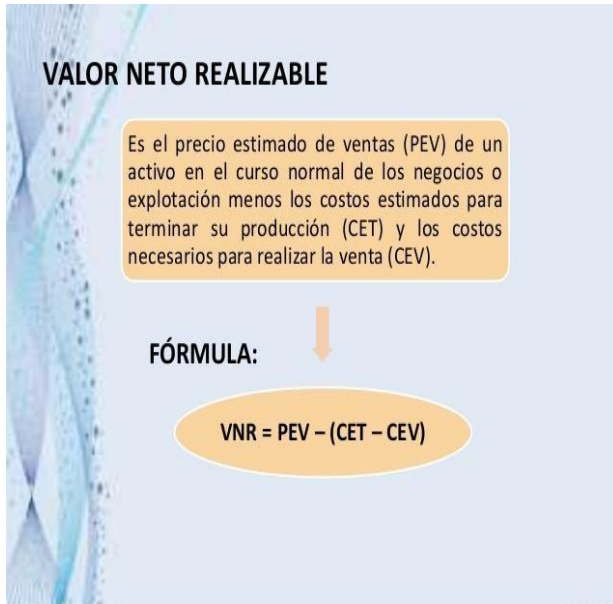 VALOR NETO REALIZABLE
Es el precio estimado de ventas (PEV) de un
activo en el curso normal de los negocios o
explotación menos los costos estimados para
terminar su producción (CET) y los costos
necesarios para realizar la venta (CEV).
FÓRMULA:
VNR = PEV – (CET – CEV)